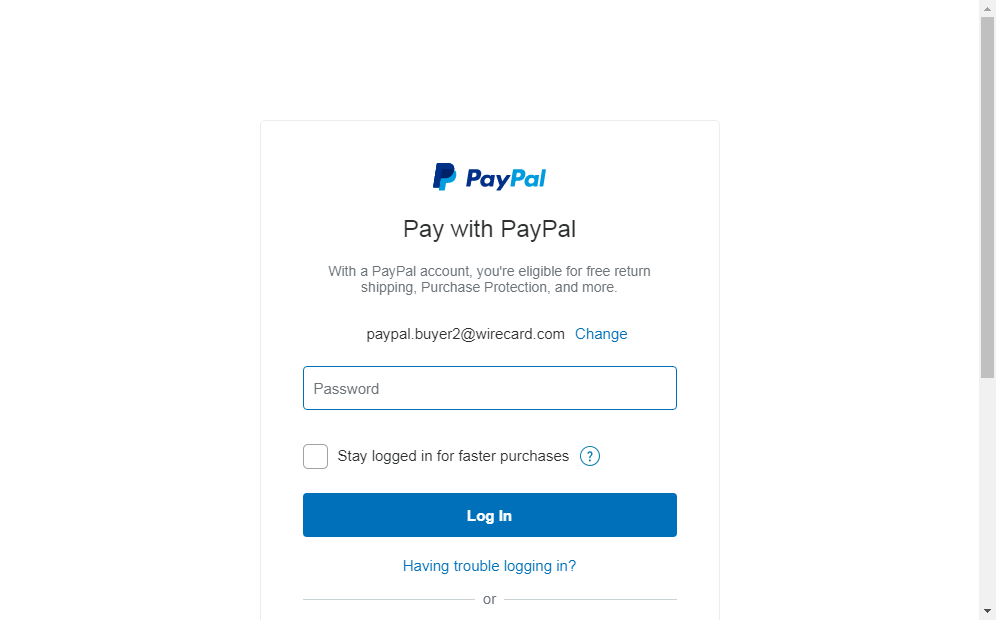 PayPal
Pay with PayPal
With a PayPal account, you're eligible for free return
shipping, Purchase Protection, and more.
paypal.buyer2@wirecard.com Change
Password
Stay logged in for faster purchases ?
Log In
Having trouble logging in?
or